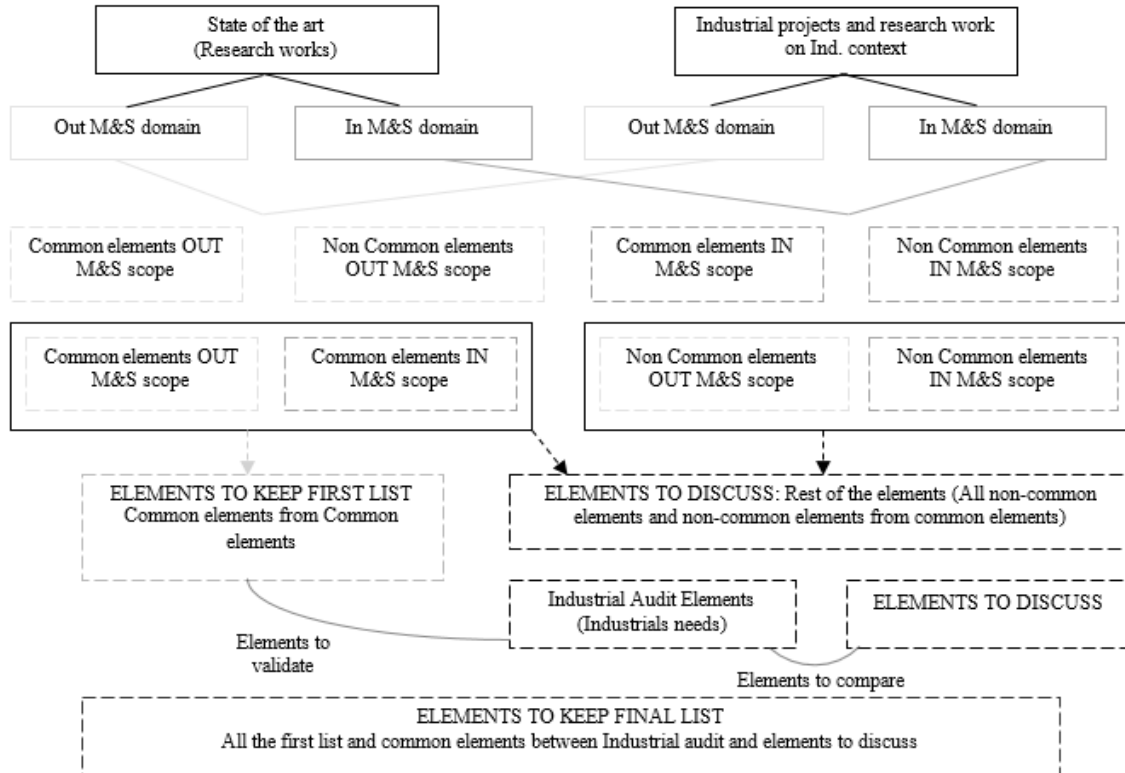 State of the art
(Research works)
Industrial projects and research work
on Ind. context
Out M&S domain
In M&S domain
Out M&S domain
In M&S domain
Common elements OUT
M&S scope
Non Common elements
OUT M&S scope
Common elements IN
M&S scope
Non Common elements
IN M&S scope
Common elements OUT
M&S scope
Common elements IN
M&S scope
Non Common elements
OUT M&S scope
Non Common elements
IN M&S scope
ELEMENTS TO KEEP FIRST LIST
Common elements from Common
elements
ELEMENTS TO DISCUSS: Rest of the elements (All non-common
elements and non-common elements from common elements)
Industrial Audit Elements
(Industrials needs)
ELEMENTS TO DISCUSS
Elements to
validate
Elements to compare
ELEMENTS TO KEEP FINAL LIST
All the first list and common elements between Industrial audit and elements to discuss